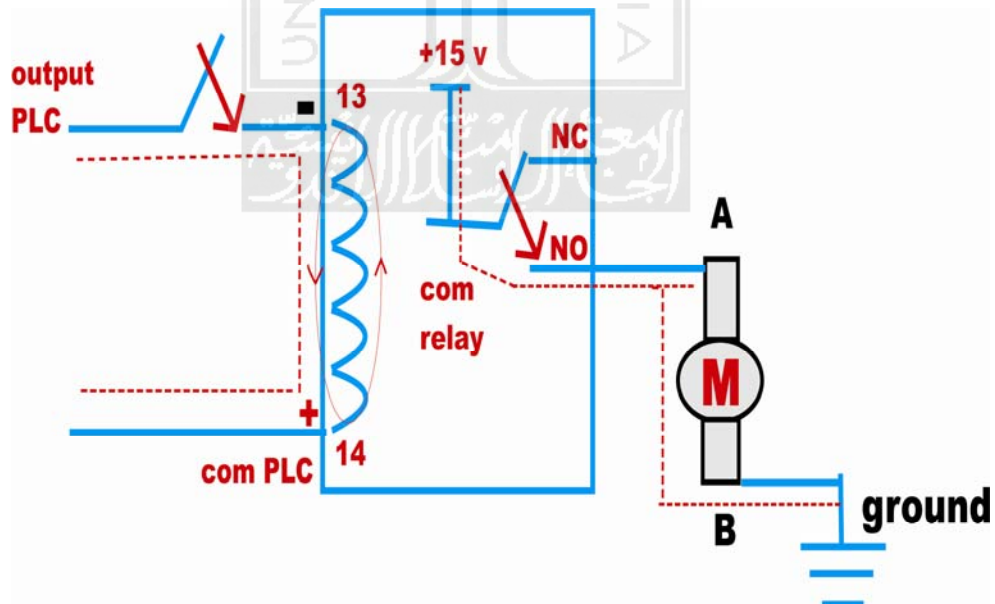 output
PLC
13
+15 v
NC
NO
com
relay
A
M
B
ground
+
14
com PLC